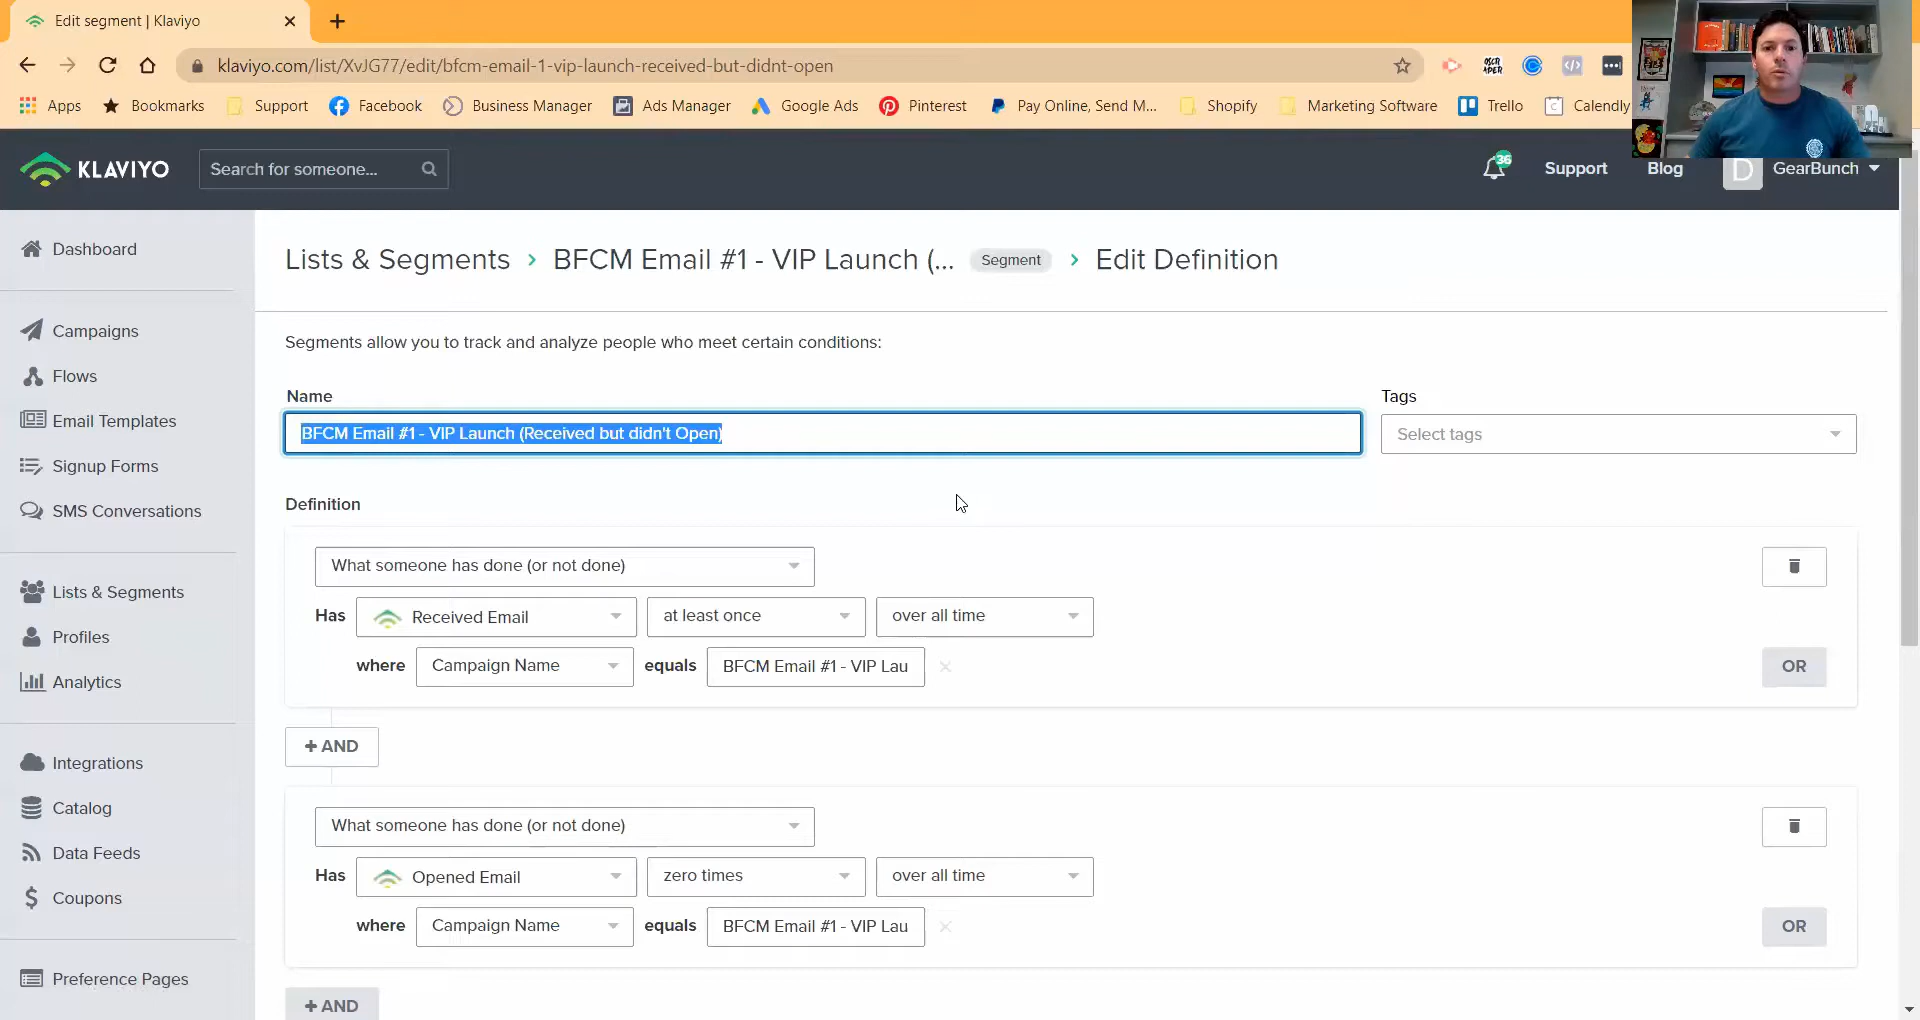 Edit segment | Klaviyo
klaviyo.com/list/XvJG77/edit/bfcm-email-1-vip-launch-received-but-didnt-open
Apps Bookmarks Support Facebook Business Manager Ads Manager Google Ads Pinterest Pay Online, Send M... Shopify Marketing Software Trello Calendly
KLAVIYO Search for someone... 36 Support Blog D GearBunch
Dashboard
Campaigns
Flows
Email Templates
Signup Forms
SMS Conversations
Lists & Segments
Profiles
Analytics
Integrations
Catalog
Data Feeds
Coupons
Preference Pages
Lists & Segments › BFCM Email #1 - VIP Launch (... Segment › Edit Definition
Segments allow you to track and analyze people who meet certain conditions:
Name Tags
BFCM Email #1 - VIP Launch (Received but didn't Open) Select tags
Definition
What someone has done (or not done)
Has Received Email at least once over all time
where Campaign Name equals BFCM Email #1 - VIP Lau OR
+ AND
What someone has done (or not done)
Has Opened Email zero times over all time
where Campaign Name equals BFCM Email #1 - VIP Lau OR
+ AND